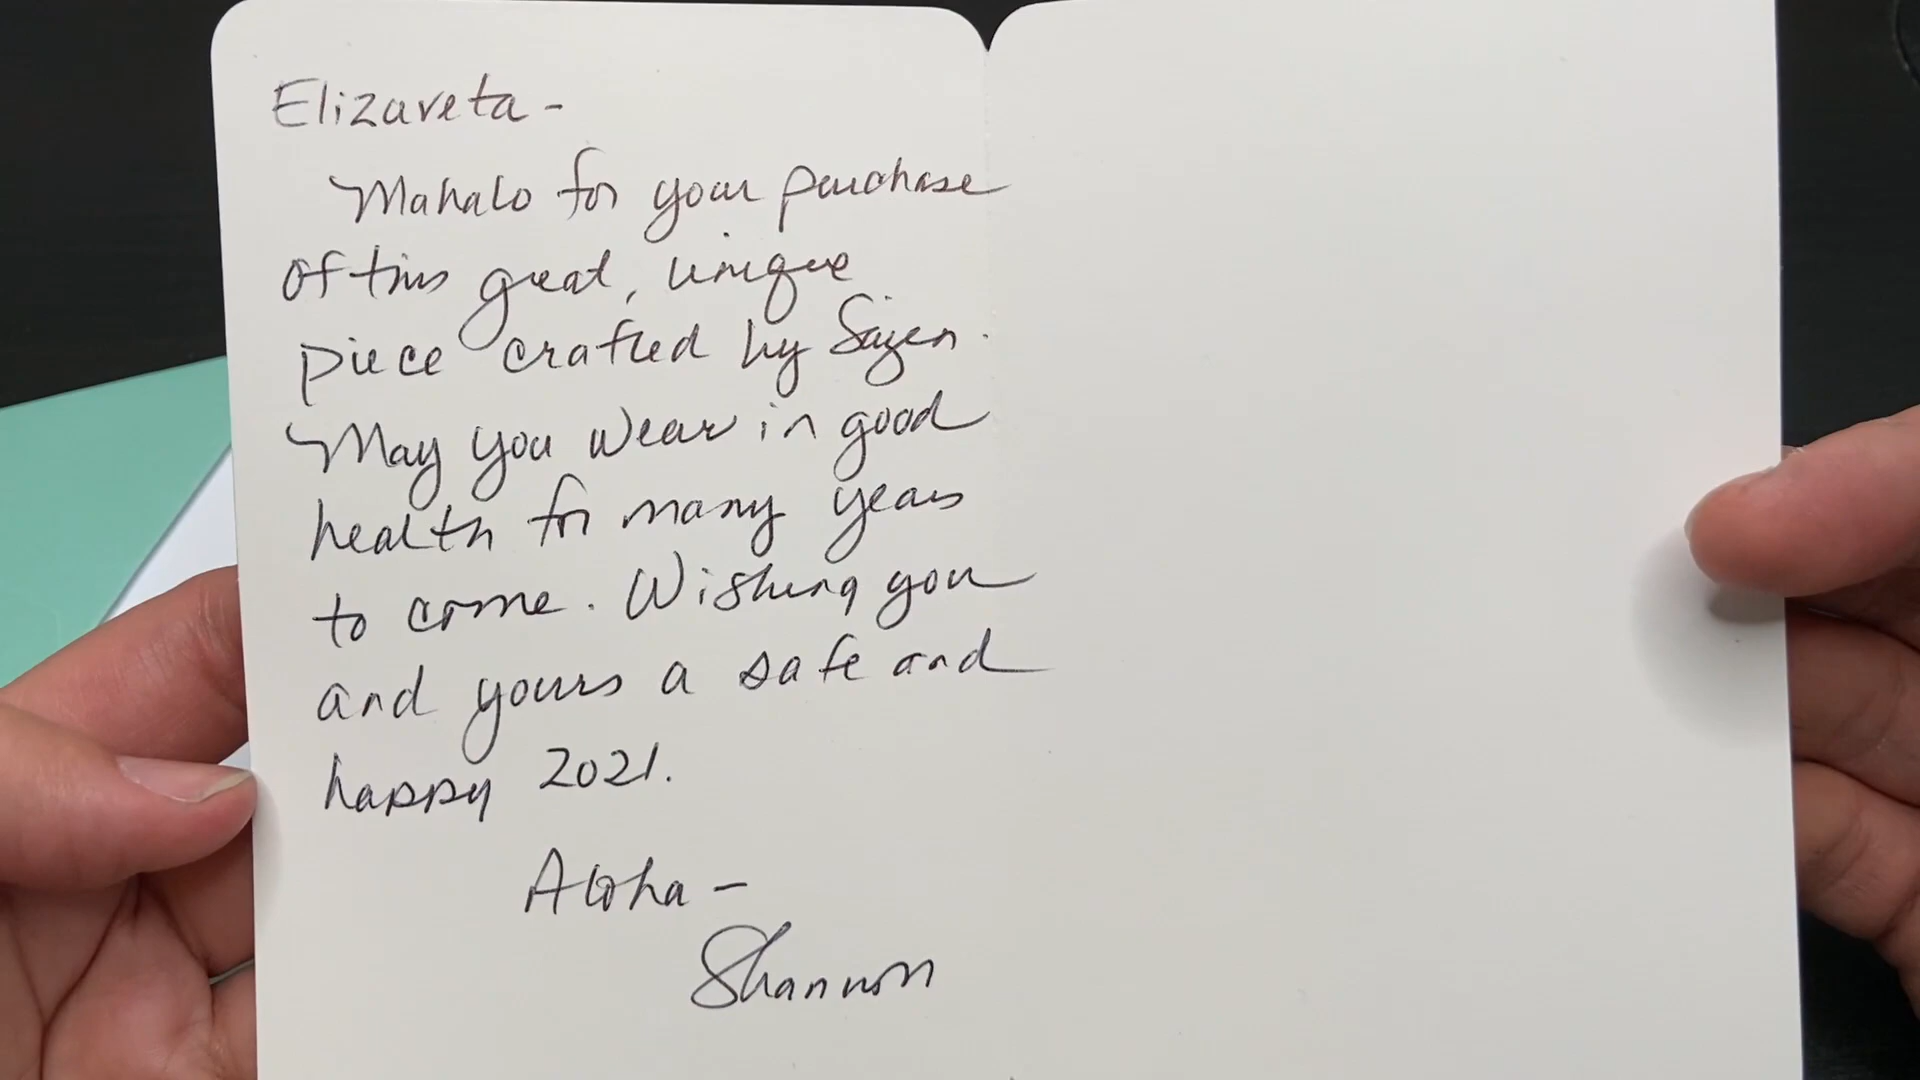 Elizaveta -
Mahalo for your purchase
of this great, unique
piece crafted by Sajen.
May you wear in good
health for many years
to come. Wishing you
and yours a safe and
happy 2021.
Aloha -
Shannon